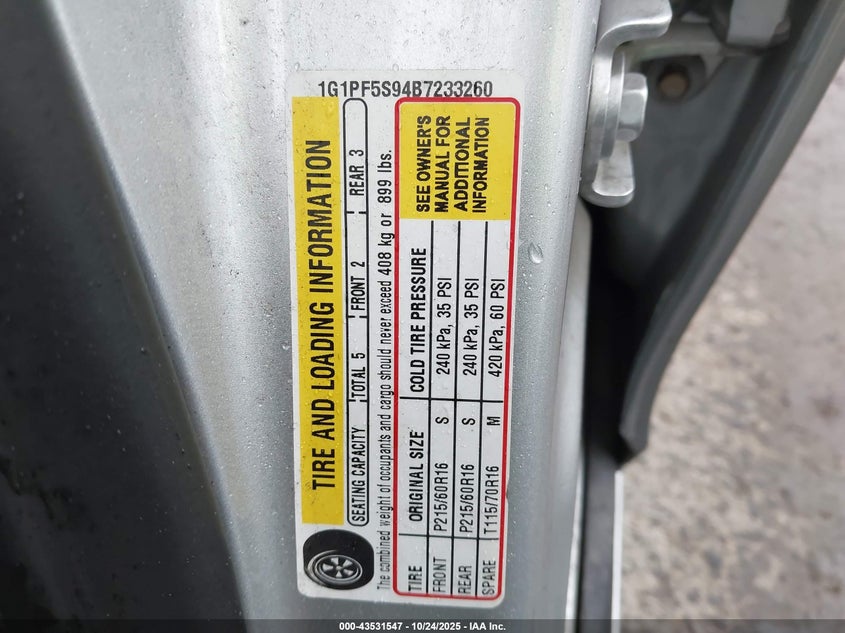 1G1PF5S94B7233260
TIRE AND LOADING INFORMATION
SEATING CAPACITY TOTAL 5 FRONT 2 REAR 3
The combined weight of occupants and cargo should never exceed 408 kg or 899 lbs.
TIRE ORIGINAL SIZE COLD TIRE PRESSURE
FRONT P215/60R16 S 240 kPa, 35 PSI
REAR P215/60R16 S 240 kPa, 35 PSI
SPARE T115/70R16 M 420 kPa, 60 PSI
SEE OWNER'S
MANUAL FOR
ADDITIONAL
INFORMATION
000-43531547 - 10/24/2025 - IAA Inc.